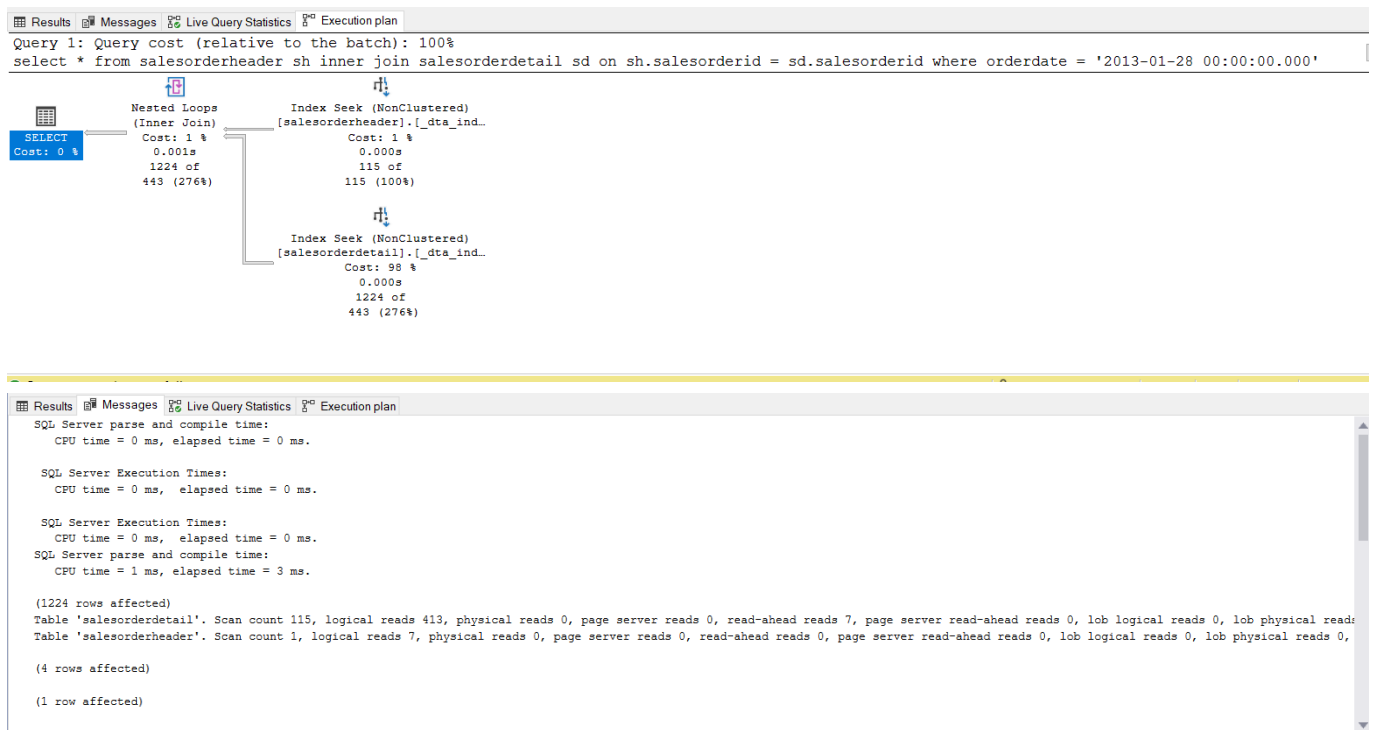 Results Messages Live Query Statistics Execution plan
Query 1: Query cost (relative to the batch): 100%
select * from salesorderheader sh inner join salesorderdetail sd on sh.salesorderid = sd.salesorderid where orderdate = '2013-01-28 00:00:00.000'
SELECT
Cost: 0 %
Nested Loops
(Inner Join)
Cost: 1 %
0.001s
1224 of
443 (276%)
Index Seek (NonClustered)
[salesorderheader].[_dta_ind…
Cost: 1 %
0.000s
115 of
115 (100%)
Index Seek (NonClustered)
[salesorderdetail].[_dta_ind…
Cost: 98 %
0.000s
1224 of
443 (276%)
Results Messages Live Query Statistics Execution plan
SQL Server parse and compile time:
CPU time = 0 ms, elapsed time = 0 ms.
SQL Server Execution Times:
CPU time = 0 ms, elapsed time = 0 ms.
SQL Server Execution Times:
CPU time = 0 ms, elapsed time = 0 ms.
SQL Server parse and compile time:
CPU time = 1 ms, elapsed time = 3 ms.
(1224 rows affected)
Table 'salesorderdetail'. Scan count 115, logical reads 413, physical reads 0, page server reads 0, read-ahead reads 7, page server read-ahead reads 0, lob logical reads 0, lob physical reads
Table 'salesorderheader'. Scan count 1, logical reads 7, physical reads 0, page server reads 0, read-ahead reads 0, page server read-ahead reads 0, lob logical reads 0, lob physical reads 0,
(4 rows affected)
(1 row affected)